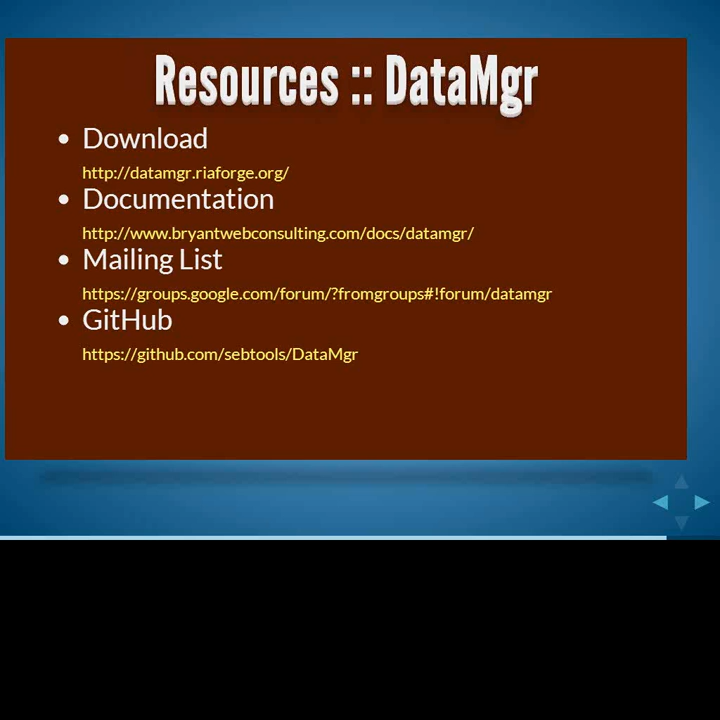 Resources :: DataMgr
Download
http://datamgr.riaforge.org/
Documentation
http://www.bryantwebconsulting.com/docs/datamgr/
Mailing List
https://groups.google.com/forum/?fromgroups#!forum/datamgr
GitHub
https://github.com/sebtools/DataMgr